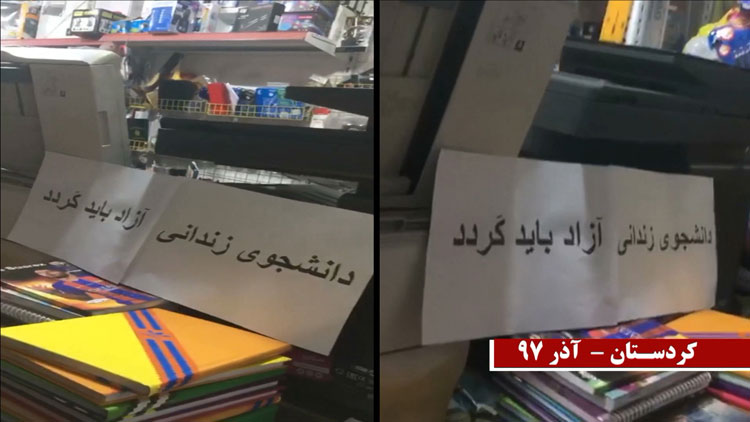 دانشجوی زندانی آزاد باید گردد
دانشجوی زندانی آزاد باید گردد
کردستان - آذر ۹۷